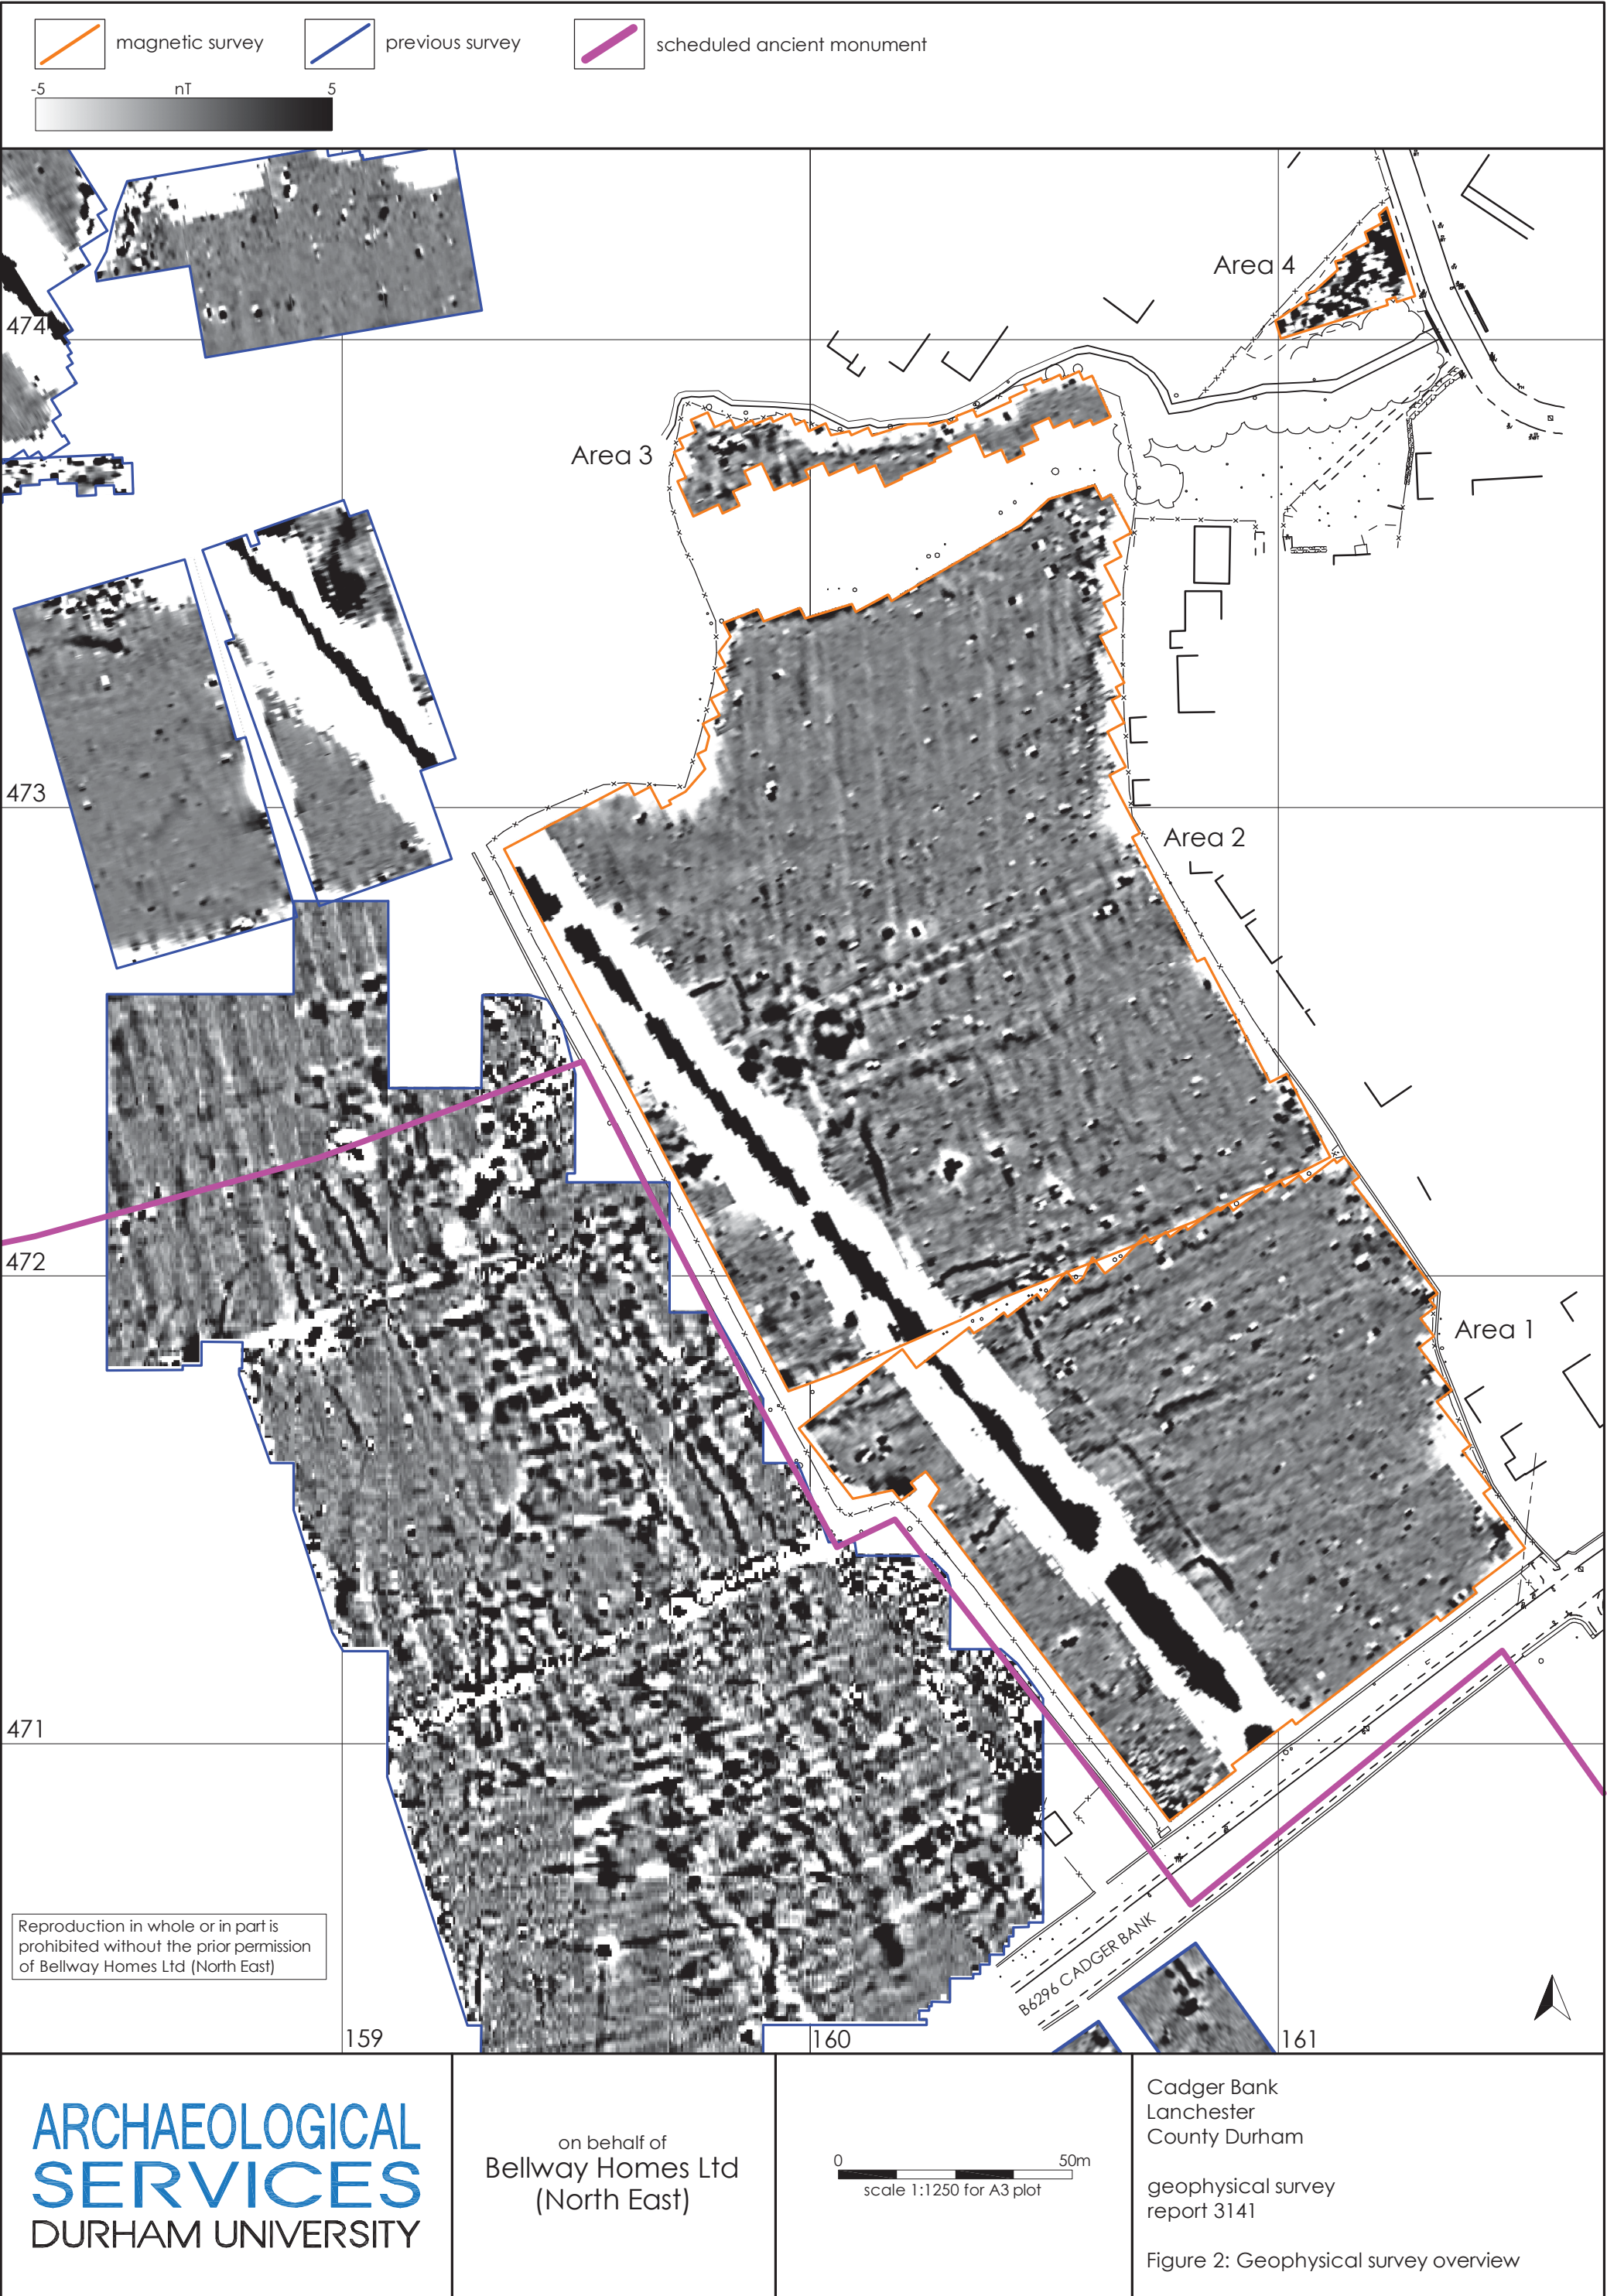 magnetic survey
previous survey
scheduled ancient monument
-5 nT 5
Area 4
474
Area 3
473
Area 2
472
Area 1
471
Reproduction in whole or in part is
prohibited without the prior permission
of Bellway Homes Ltd (North East)
B6296 CADGER BANK
159
160
161
ARCHAEOLOGICAL
SERVICES
DURHAM UNIVERSITY
on behalf of
Bellway Homes Ltd
(North East)
0 50m
scale 1:1250 for A3 plot
Cadger Bank
Lanchester
County Durham
geophysical survey
report 3141
Figure 2: Geophysical survey overview